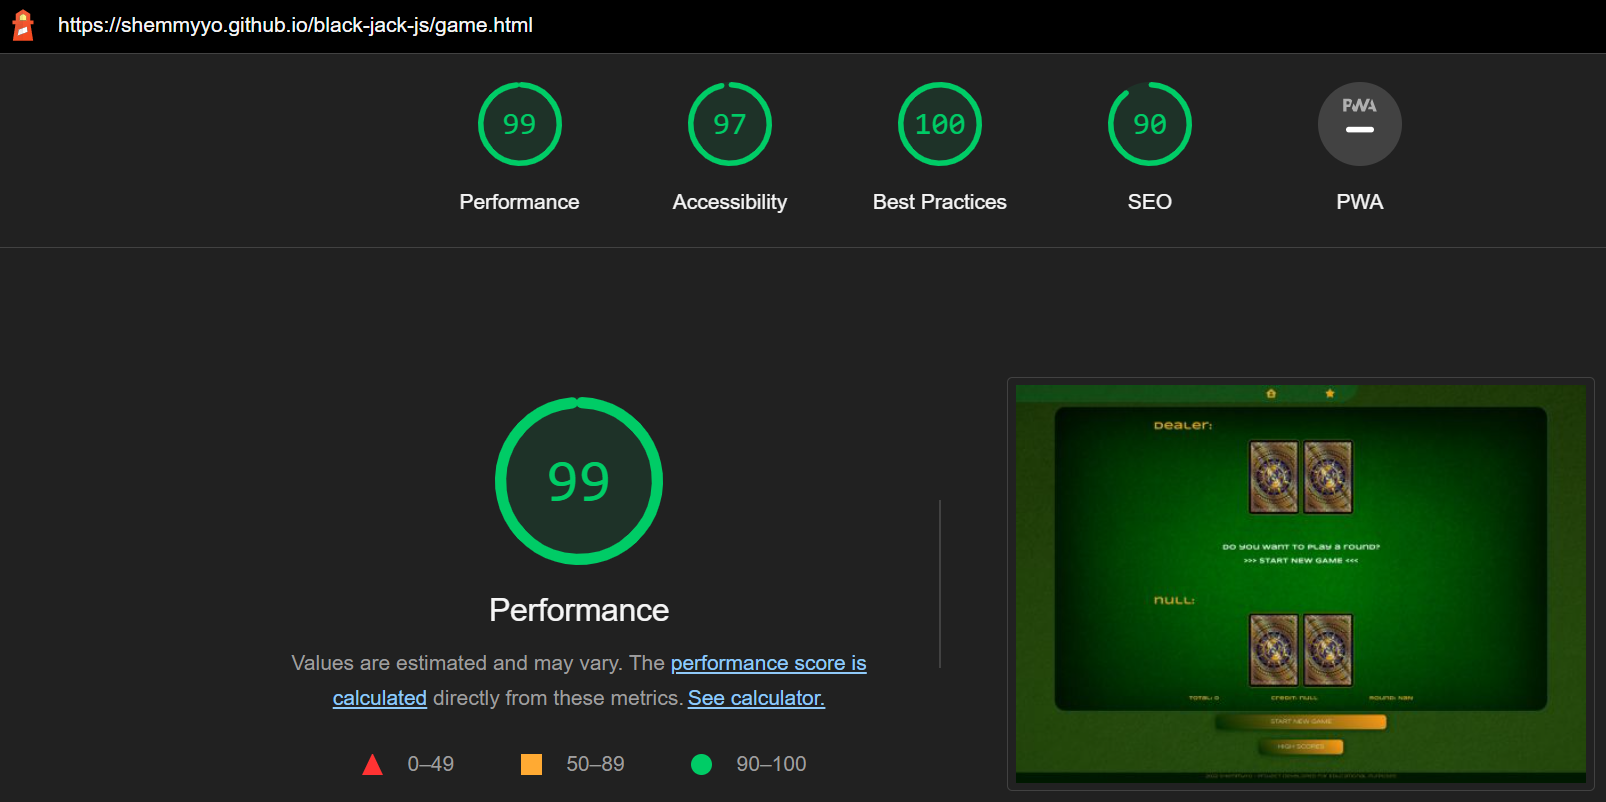 https://shemmyyo.github.io/black-jack-js/game.html
99
97
100
90
PWA
Performance
Accessibility
Best Practices
SEO
PWA
99
Performance
Values are estimated and may vary. The performance score is
calculated directly from these metrics. See calculator.
0–49
50–89
90–100
Dealer:
Do you want to play a round?
>>> START NEW GAME <<<
null:
Total: 0
Credit: null
Round: NaN
START NEW GAME
HIGH SCORES